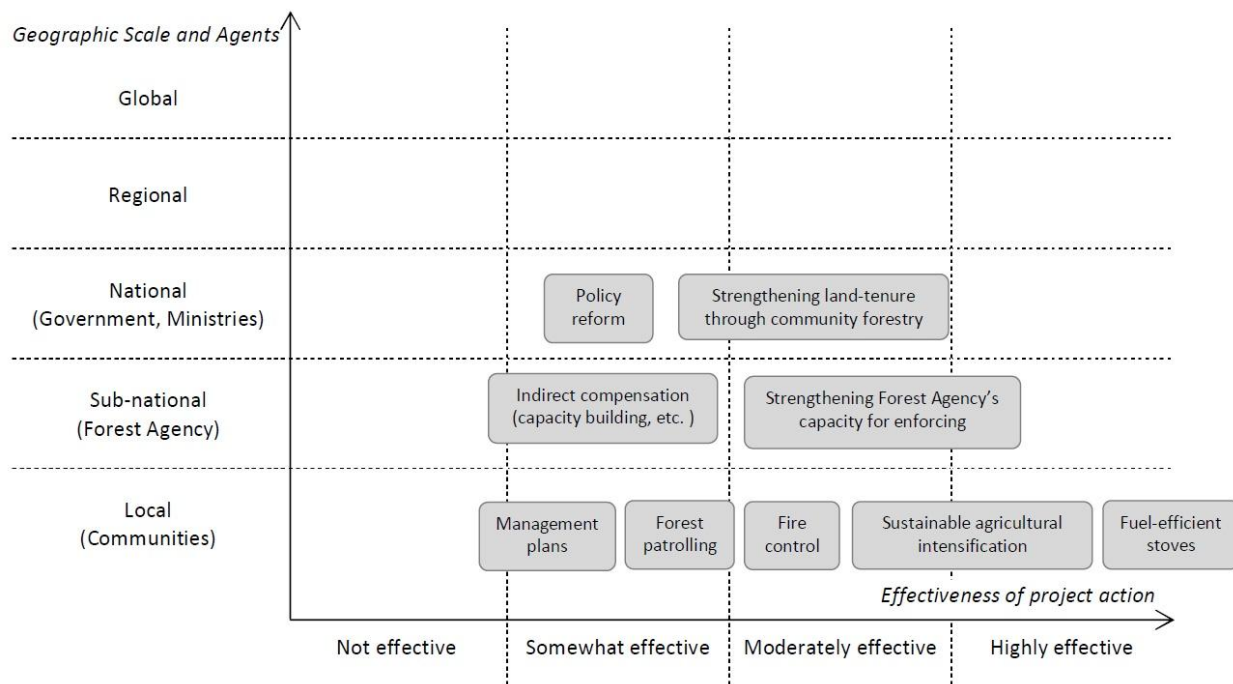 Geographic Scale and Agents
Global
Regional
National
(Government, Ministries)
Policy
reform
Strengthening land-tenure
through community forestry
Sub-national
(Forest Agency)
Indirect compensation
(capacity building, etc. )
Strengthening Forest Agency's
capacity for enforcing
Local
(Communities)
Management
plans
Forest
patrolling
Fire
control
Sustainable agricultural
intensification
Fuel-efficient
stoves
Effectiveness of project action
Not effective
Somewhat effective
Moderately effective
Highly effective